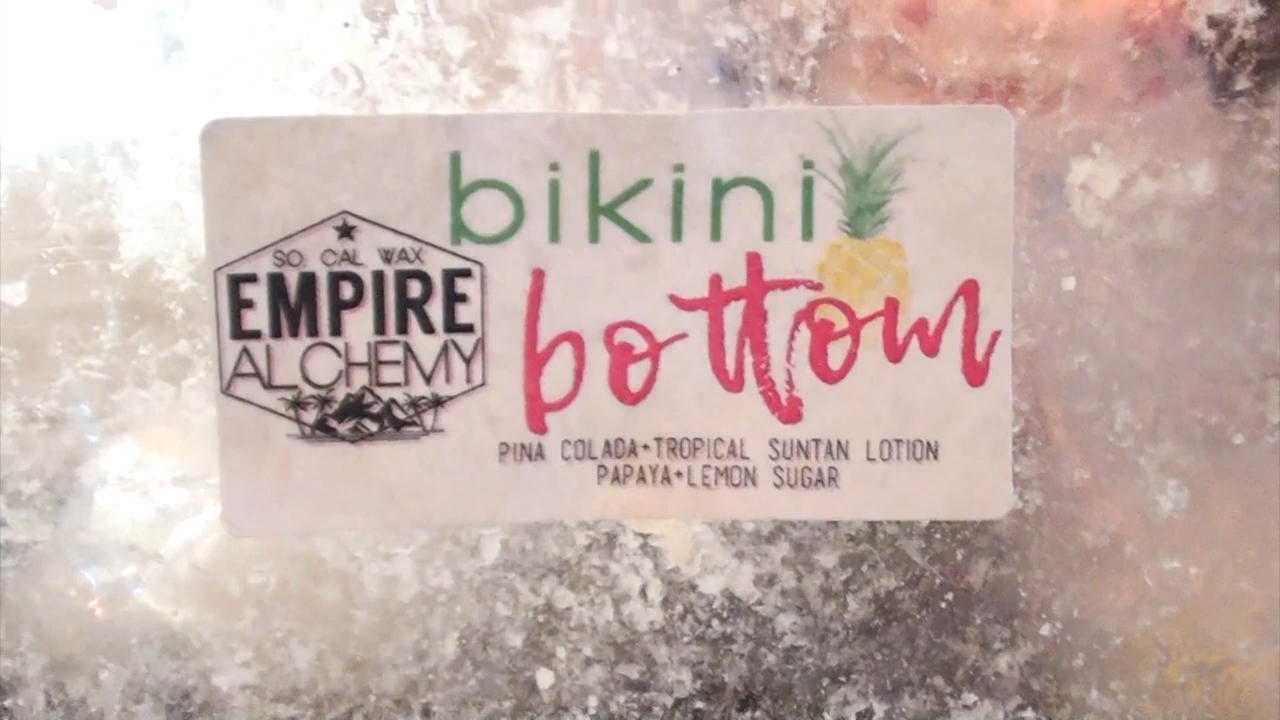 bikini
bottom
SO CAL WAX
EMPIRE
ALCHEMY
PINA COLADA+TROPICAL SUNTAN LOTION
PAPAYA+LEMON SUGAR